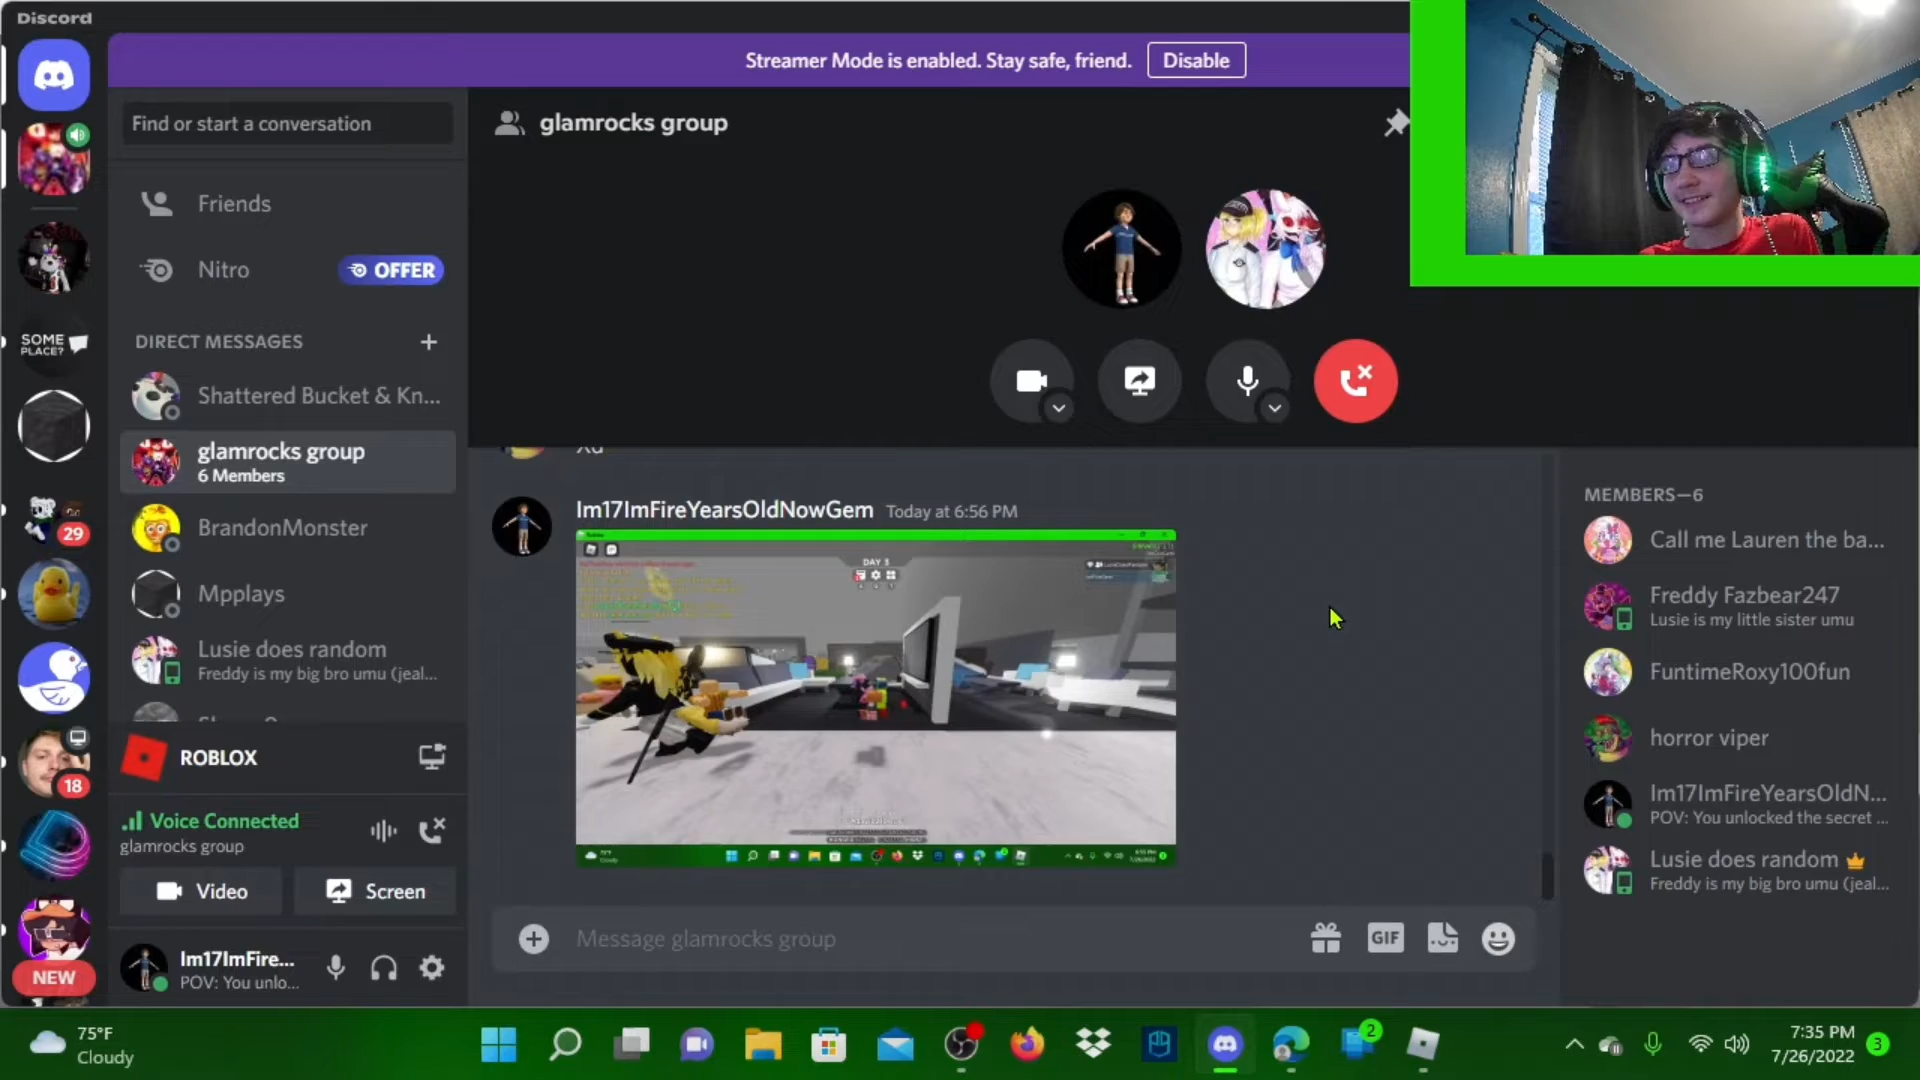 Discord
Streamer Mode is enabled. Stay safe, friend.
Disable
Find or start a conversation
glamrocks group
Friends
Nitro
OFFER
DIRECT MESSAGES
SOME PLACE?
Shattered Bucket & Kn...
glamrocks group
6 Members
BrandonMonster
29
Mpplays
Lusie does random
Freddy is my big bro umu (jeal...
18
ROBLOX
Voice Connected
glamrocks group
Video
Screen
NEW
Im17ImFire...
POV: You unlo...
Im17ImFireYearsOldNowGem
Today at 6:56 PM
DAY 3
Message glamrocks group
GIF
MEMBERS—6
Call me Lauren the ba...
Freddy Fazbear247
Lusie is my little sister umu
FuntimeRoxy100fun
horror viper
Im17ImFireYearsOldN...
POV: You unlocked the secret ...
Lusie does random
Freddy is my big bro umu (jeal...
75°F
Cloudy
2
7:35 PM
7/26/2022
3